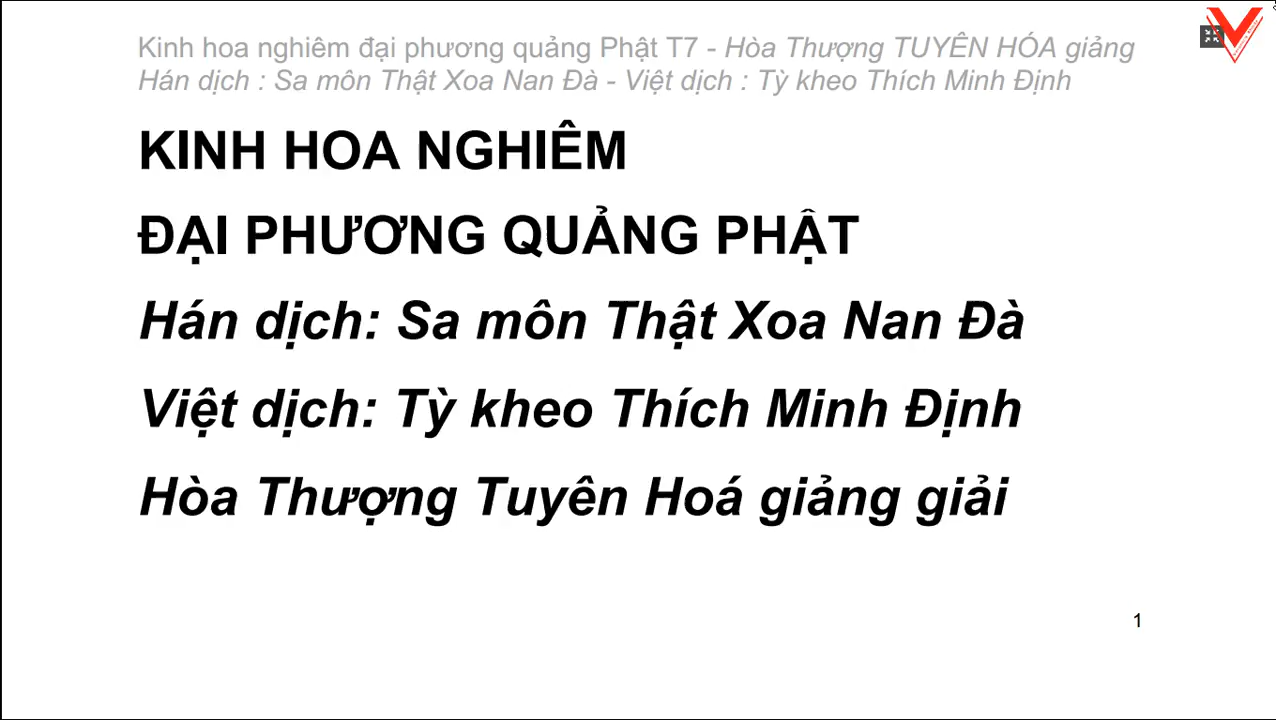 Kinh hoa nghiêm đại phương quảng Phật T7 - Hòa Thượng TUYÊN HÓA giảng
Hán dịch : Sa môn Thật Xoa Nan Đà - Việt dịch : Tỳ kheo Thích Minh Định
KINH HOA NGHIÊM
ĐẠI PHƯƠNG QUẢNG PHẬT
Hán dịch: Sa môn Thật Xoa Nan Đà
Việt dịch: Tỳ kheo Thích Minh Định
Hòa Thượng Tuyên Hoá giảng giải
1